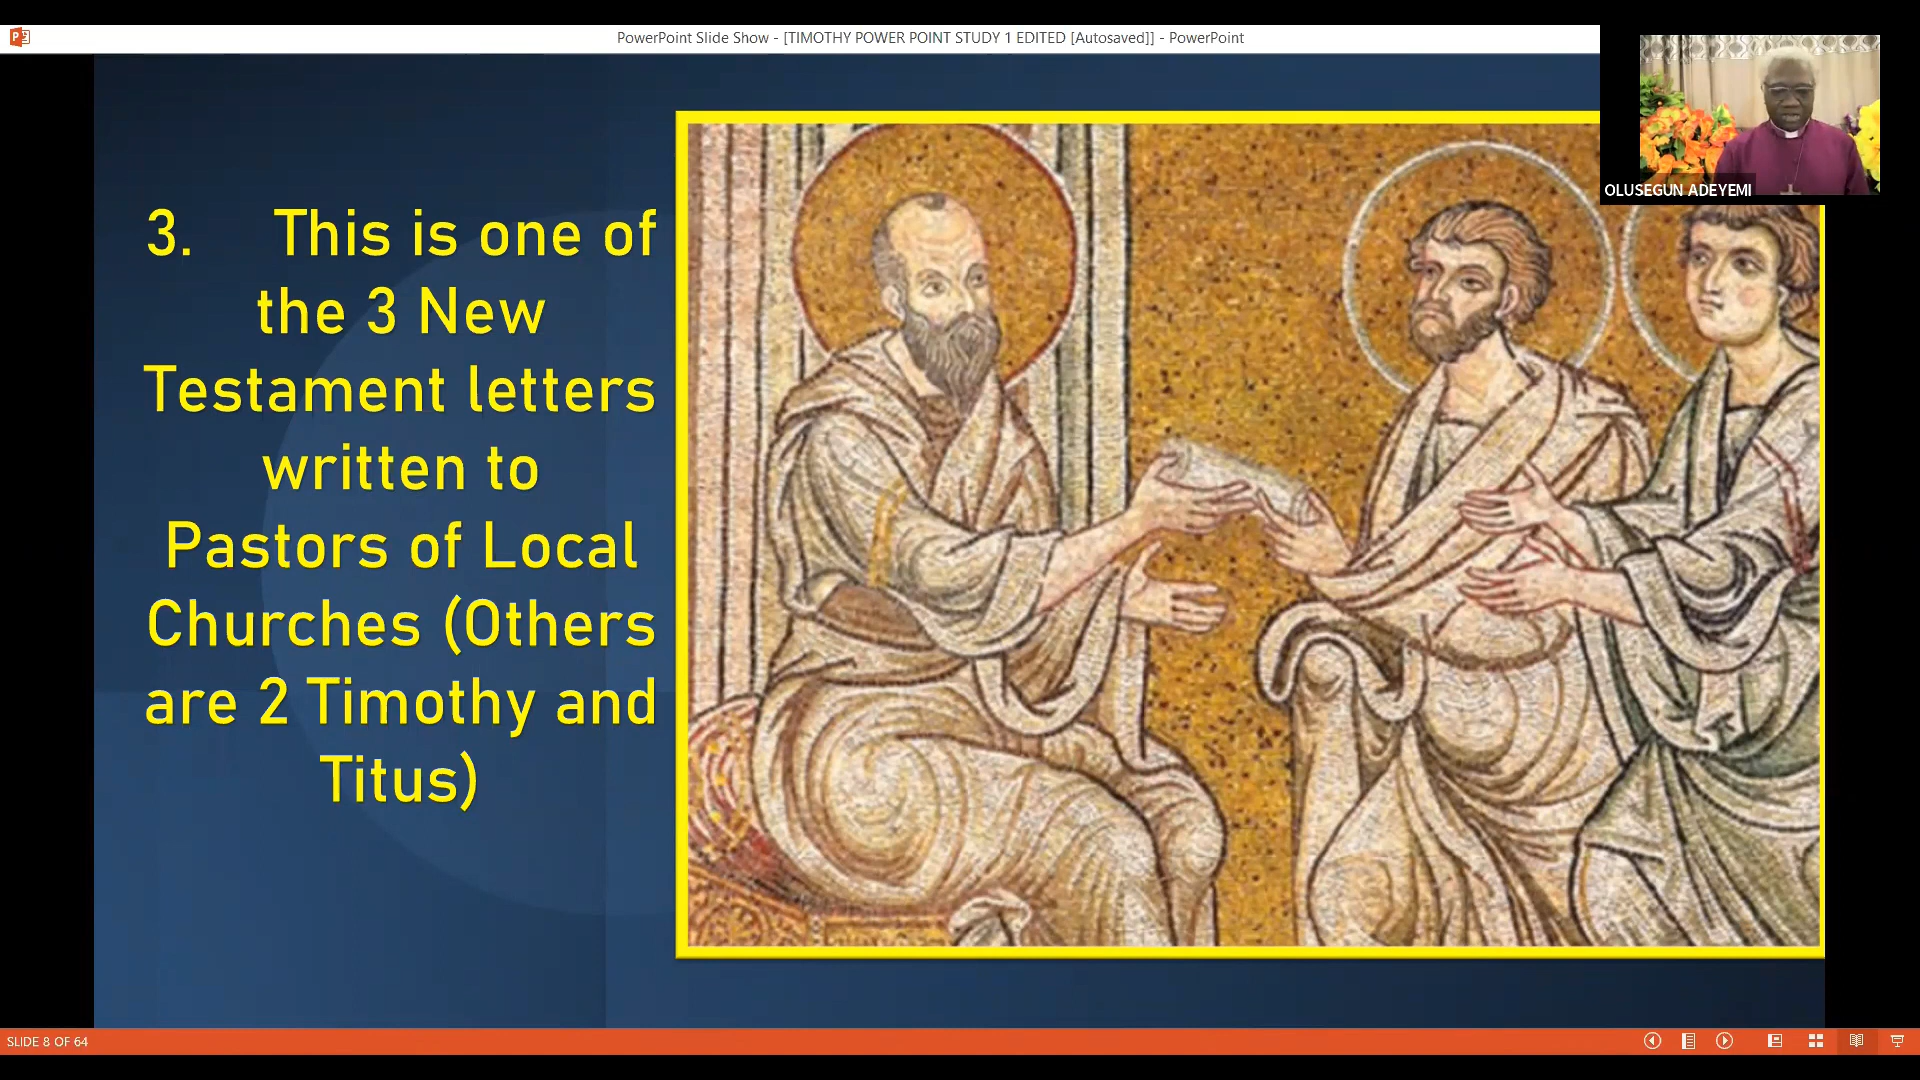 PowerPoint Slide Show - [TIMOTHY POWER POINT STUDY 1 EDITED [Autosaved]] - PowerPoint
OLUSEGUN ADEYEMI
3. This is one of
the 3 New
Testament letters
written to
Pastors of Local
Churches (Others
are 2 Timothy and
Titus)
SLIDE 8 OF 64